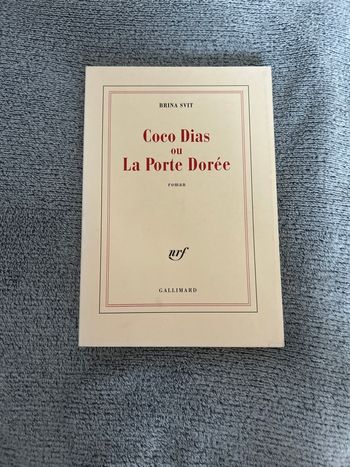 BRINA SVIT
Coco Dias
ou
La Porte Dorée
roman
nrf
GALLIMARD